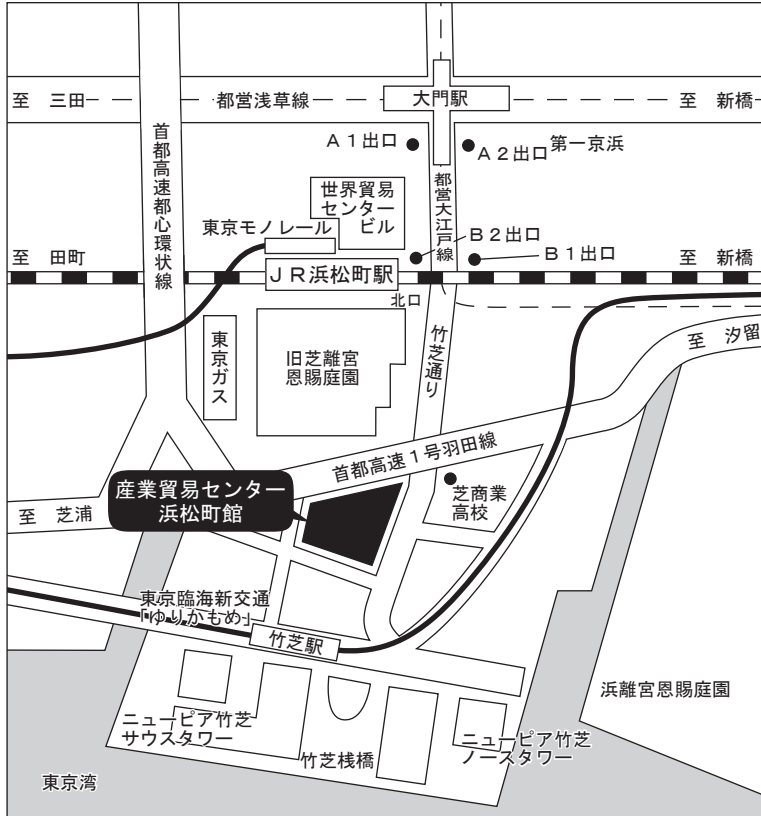 至 三田
都営浅草線
大門駅
至 新橋
首都高速都心環状線
A1出口
A2出口
第一京浜
世界貿易
センター
ビル
都営大江戸線
東京モノレール
B2出口
B1出口
至 田町
至 新橋
JR浜松町駅
北口
東京ガス
旧芝離宮
恩賜庭園
竹芝通り
至 汐留
首都高速1号羽田線
産業貿易センター
浜松町館
芝商業
高校
至 芝浦
東京臨海新交通
「ゆりかもめ」
竹芝駅
浜離宮恩賜庭園
ニューピア竹芝
サウスタワー
竹芝桟橋
ニューピア竹芝
ノースタワー
東京湾